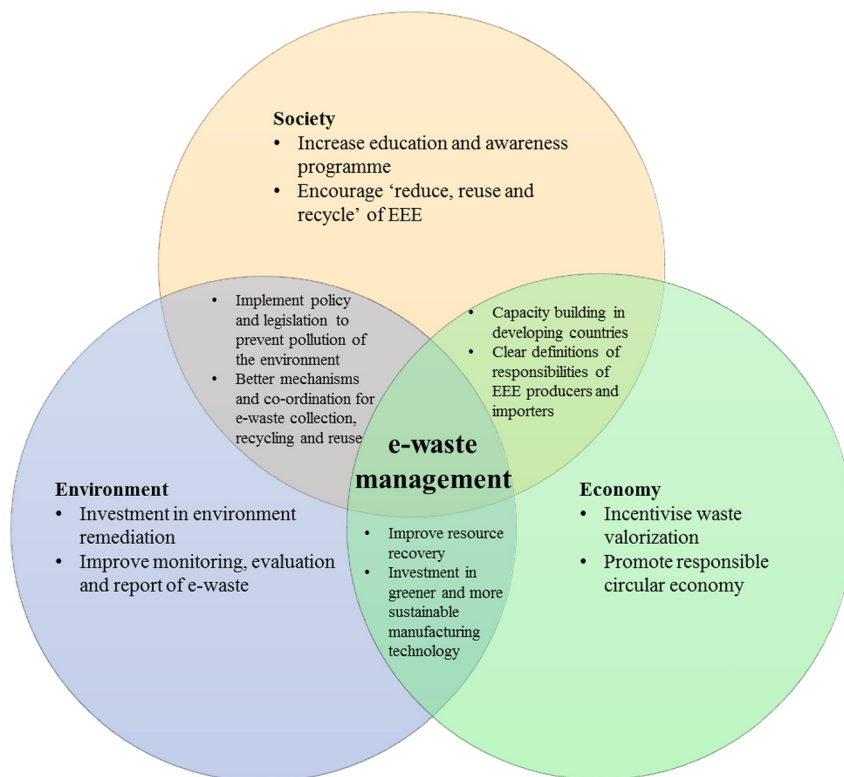 Society
• Increase education and awareness
programme
• Encourage ‘reduce, reuse and
recycle’ of EEE
• Implement policy
and legislation to
prevent pollution of
the environment
• Better mechanisms
and co-ordination for
e-waste collection,
recycling and reuse
• Capacity building in
developing countries
• Clear definitions of
responsibilities of
EEE producers and
importers
e-waste
management
Environment
• Investment in environment
remediation
• Improve monitoring, evaluation
and report of e-waste
• Improve resource
recovery
• Investment in
greener and more
sustainable
manufacturing
technology
Economy
• Incentivise waste
valorization
• Promote responsible
circular economy